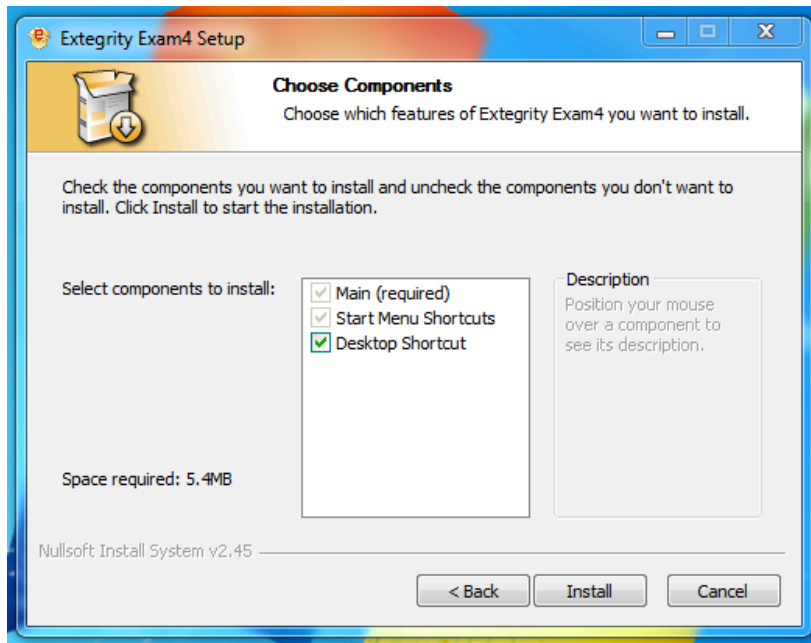 Extegrity Exam4 Setup
Choose Components
Choose which features of Extegrity Exam4 you want to install.
Check the components you want to install and uncheck the components you don't want to
install. Click Install to start the installation.
Select components to install:
Main (required)
Start Menu Shortcuts
Desktop Shortcut
Description
Position your mouse
over a component to
see its description.
Space required: 5.4MB
Nullsoft Install System v2.45
< Back
Install
Cancel